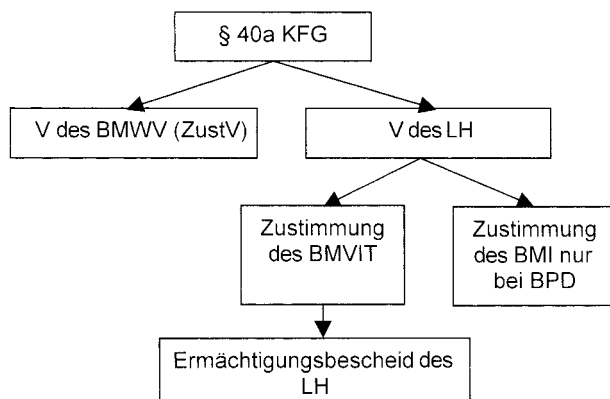 § 40a KFG
V des BMWV (ZustV)
V des LH
Zustimmung
des BMVIT
Zustimmung
des BMI nur
bei BPD
Ermächtigungsbescheid des
LH